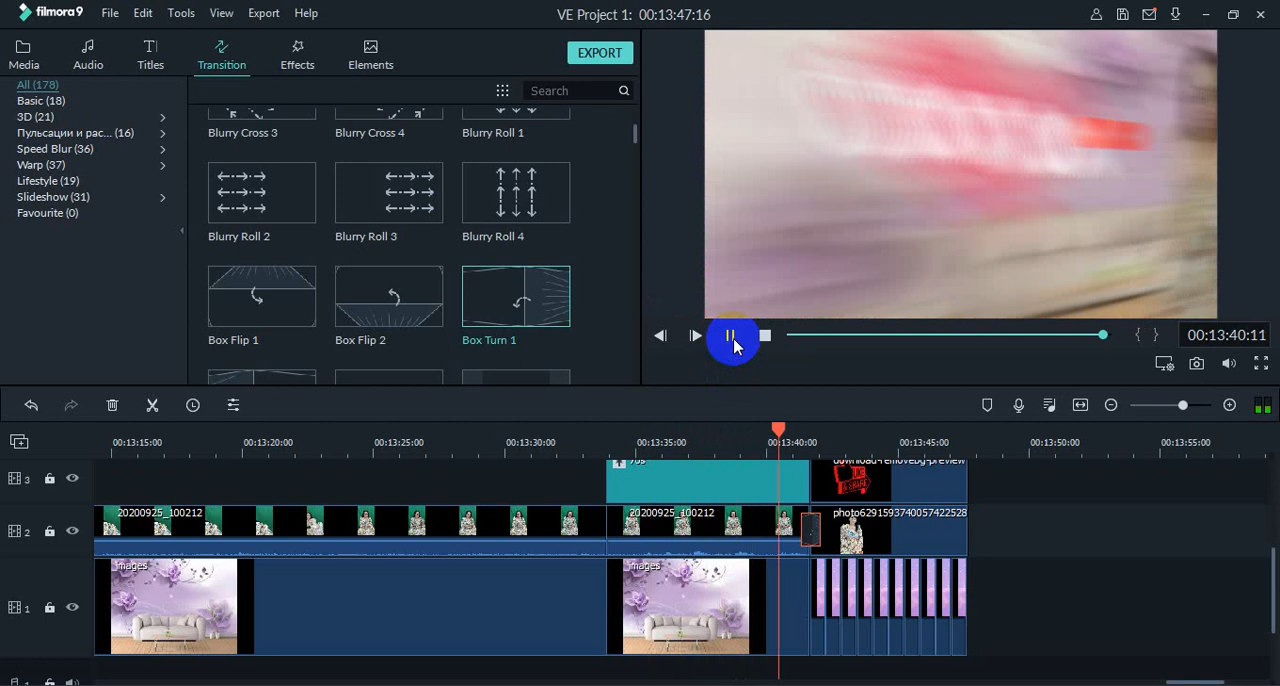 filmora9 File Edit Tools View Export Help VE Project 1: 00:13:47:16
Media Audio Titles Transition Effects Elements EXPORT
All (178)
Basic (18)
3D (21)
Пульсации и рас... (16)
Speed Blur (36)
Warp (37)
Lifestyle (19)
Slideshow (31)
Favourite (0)
Search
Blurry Cross 3 Blurry Cross 4 Blurry Roll 1
Blurry Roll 2 Blurry Roll 3 Blurry Roll 4
Box Flip 1 Box Flip 2 Box Turn 1
00:13:40:11
00:13:15:00 00:13:20:00 00:13:25:00 00:13:30:00 00:13:35:00 00:13:40:00 00:13:45:00 00:13:50:00 00:13:55:00
3 download-removebg-preview
2 20200925_100212 20200925_100212 photo6291593740057422528
1 images images
1